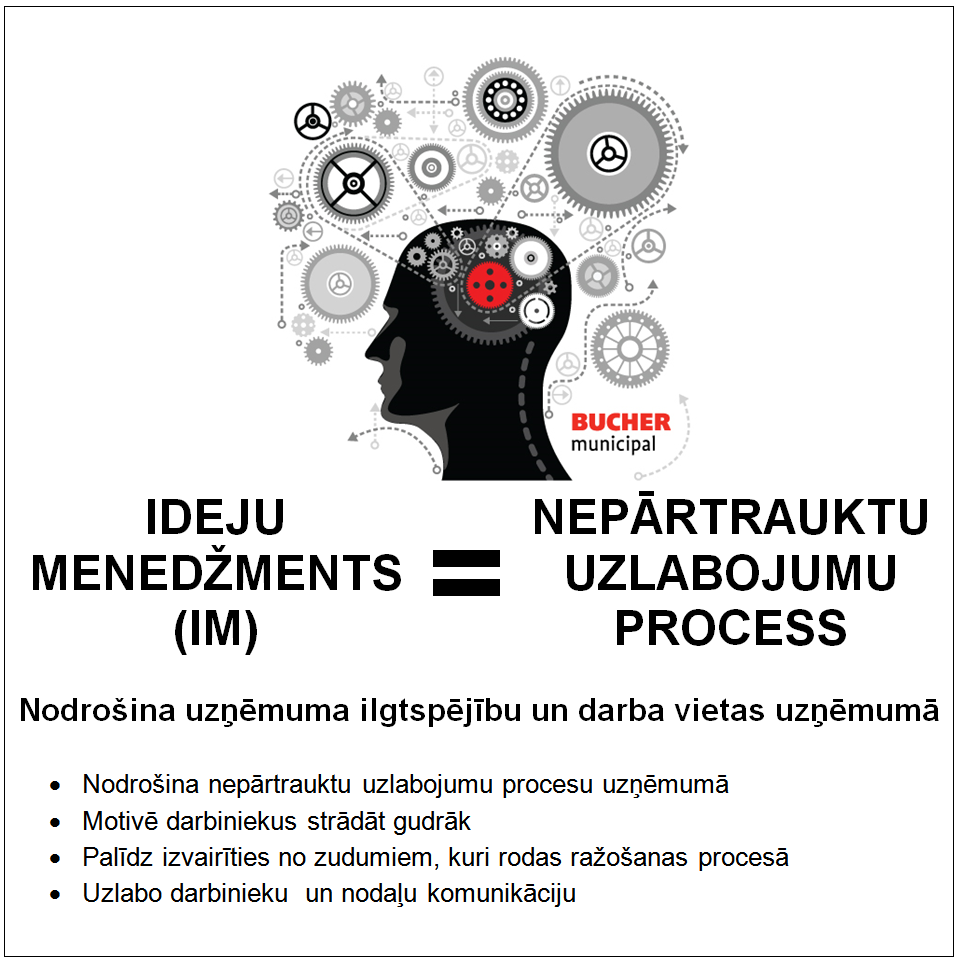 BUCHER
municipal
IDEJU
MENEDŽMENTS
(IM)
=
NEPĀRTRAUKTU
UZLABOJUMU
PROCESS
Nodrošina uzņēmuma ilgtspējību un darba vietas uzņēmumā
• Nodrošina nepārtrauktu uzlabojumu procesu uzņēmumā
• Motivē darbiniekus strādāt gudrāk
• Palīdz izvairīties no zudumiem, kuri rodas ražošanas procesā
• Uzlabo darbinieku  un nodaļu komunikāciju